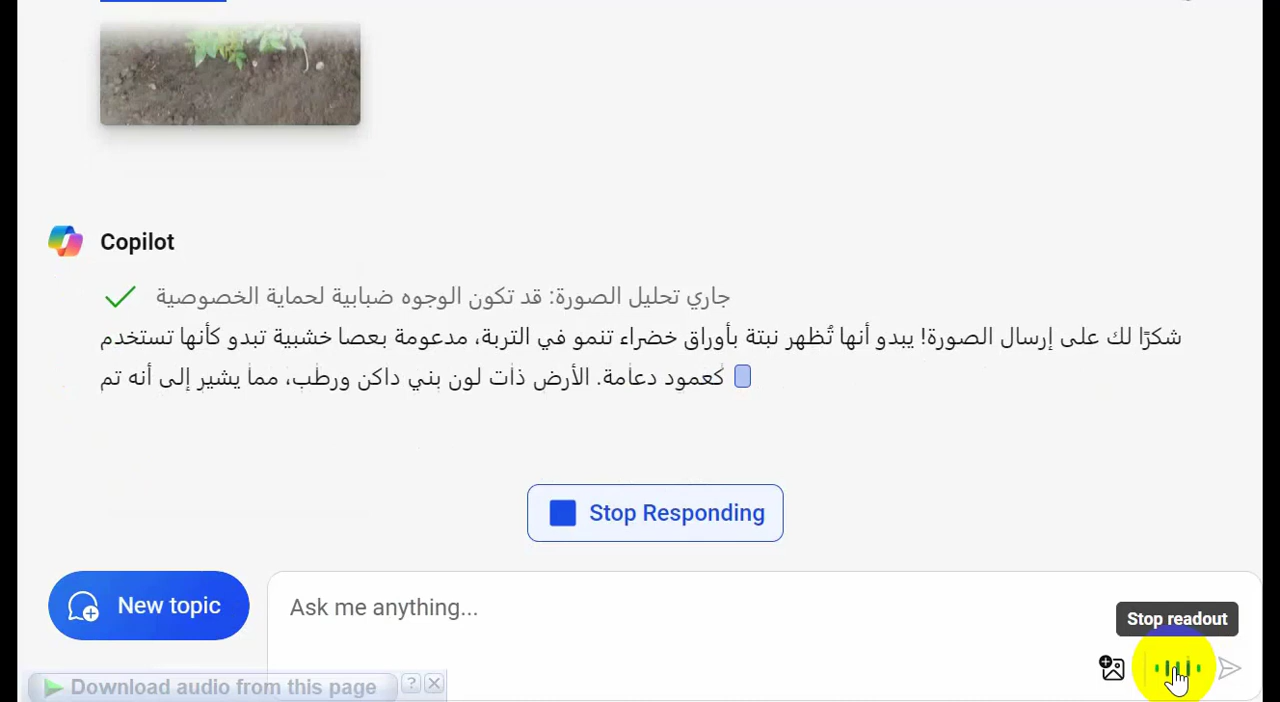 Copilot
جاري تحليل الصورة: قد تكون الوجوه ضبابية لحماية الخصوصية
شكرًا لك على إرسال الصورة! يبدو أنها تُظهر نبتة بأوراق خضراء تنمو في التربة، مدعومة بعصا خشبية تبدو كأنها تستخدم
كعمود دعامة. الأرض ذات لون بني داكن ورطب، مما يشير إلى أنه تم
Stop Responding
New topic
Ask me anything...
Stop readout
Download audio from this page
?